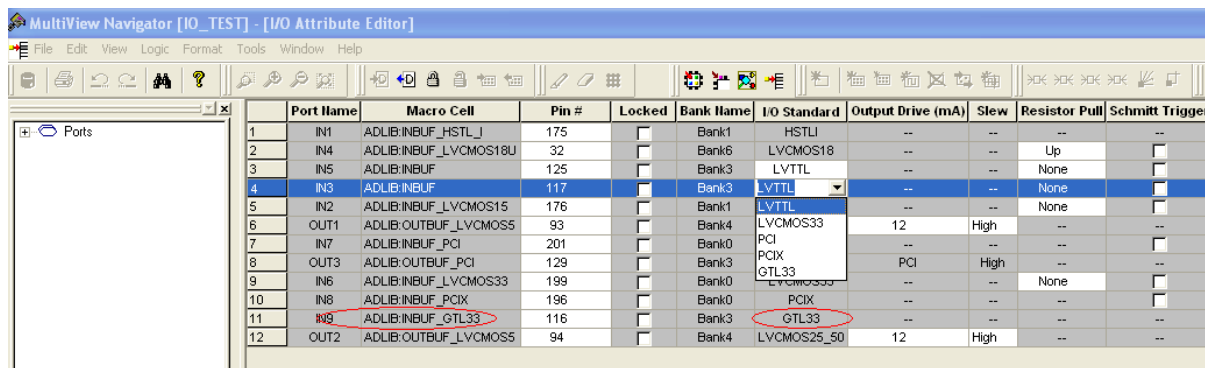 MultiView Navigator [IO_TEST] - [I/O Attribute Editor]
File Edit View Logic Format Tools Window Help
Ports
Port Name Macro Cell Pin # Locked Bank Name I/O Standard Output Drive (mA) Slew Resistor Pull Schmitt Trigger
1 IN1 ADLIB:INBUF_HSTL_I 175 Bank1 HSTLI -- -- -- --
2 IN4 ADLIB:INBUF_LVCMOS18U 32 Bank6 LVCMOS18 -- -- Up
3 IN5 ADLIB:INBUF 125 Bank3 LVTTL -- -- None
4 IN3 ADLIB:INBUF 117 Bank3 LVTTL -- -- None
5 IN2 ADLIB:INBUF_LVCMOS15 176 Bank1 LVTTL -- -- None
6 OUT1 ADLIB:OUTBUF_LVCMOS5 93 Bank4 LVCMOS33 12 High -- --
7 IN7 ADLIB:INBUF_PCI 201 Bank0 PCI -- -- --
8 OUT3 ADLIB:OUTBUF_PCI 129 Bank3 PCIX PCI High -- --
GTL33
9 IN6 ADLIB:INBUF_LVCMOS33 199 Bank0 LVCMOS33 -- -- None
10 IN8 ADLIB:INBUF_PCIX 196 Bank0 PCIX -- -- --
11 IN9 ADLIB:INBUF_GTL33 116 Bank3 GTL33 -- -- -- --
12 OUT2 ADLIB:OUTBUF_LVCMOS5 94 Bank4 LVCMOS25_50 12 High -- --